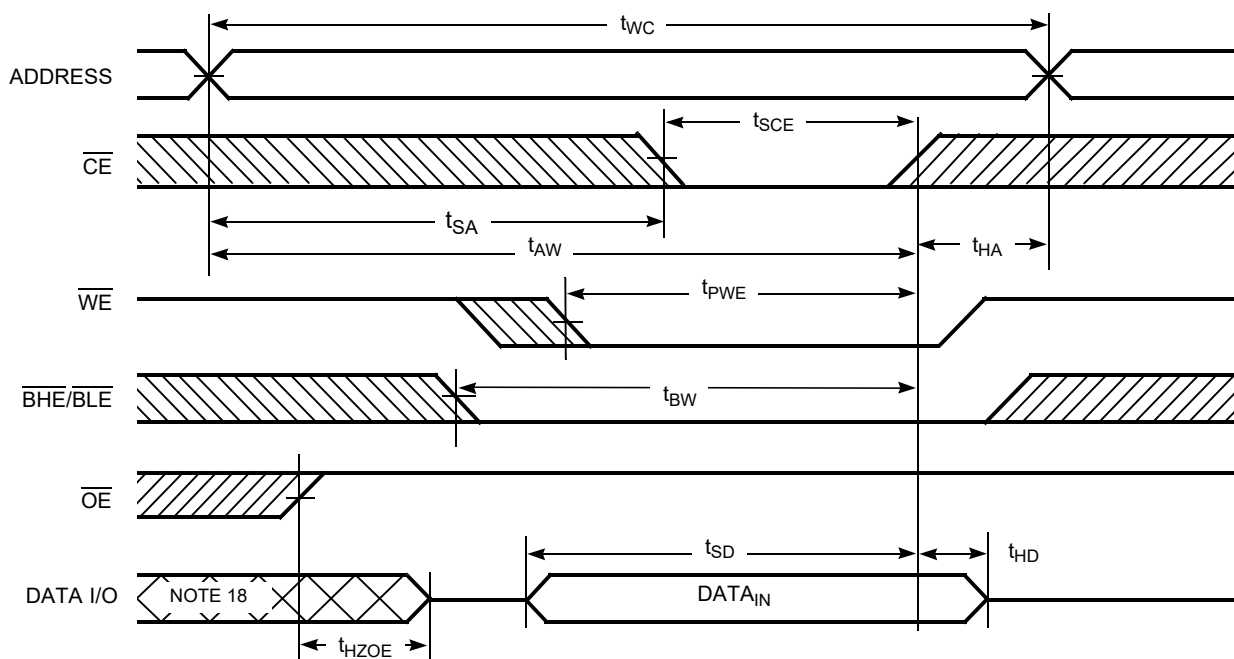 tWC
ADDRESS
tSCE
CE
tSA
tAW
tHA
WE
tPWE
BHE/BLE
tBW
OE
tSD
tHD
DATA I/O
NOTE 18
DATAIN
tHZOE